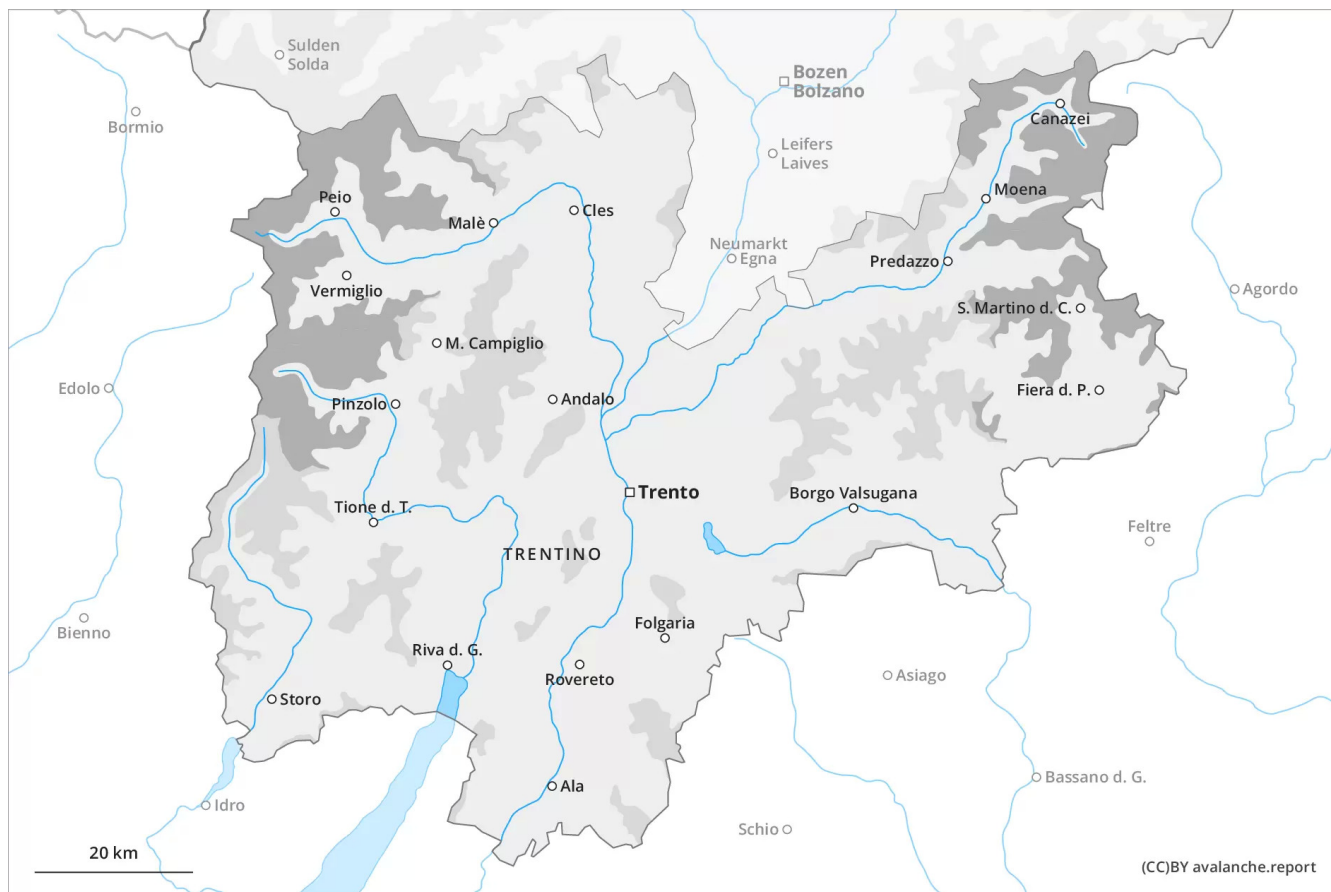 Sulden
Solda
Bozen
Bolzano
Bormio
Canazei
Leifers
Laives
Moena
Peio
Malè
Cles
Neumarkt
Egna
Predazzo
Vermiglio
Agordo
S. Martino d. C.
M. Campiglio
Edolo
Pinzolo
Andalo
Fiera d. P.
Trento
Borgo Valsugana
Tione d. T.
Feltre
TRENTINO
Bienno
Folgaria
Riva d. G.
Rovereto
Asiago
Storo
Bassano d. G.
Ala
Idro
Schio
20 km
(CC)BY avalanche.report